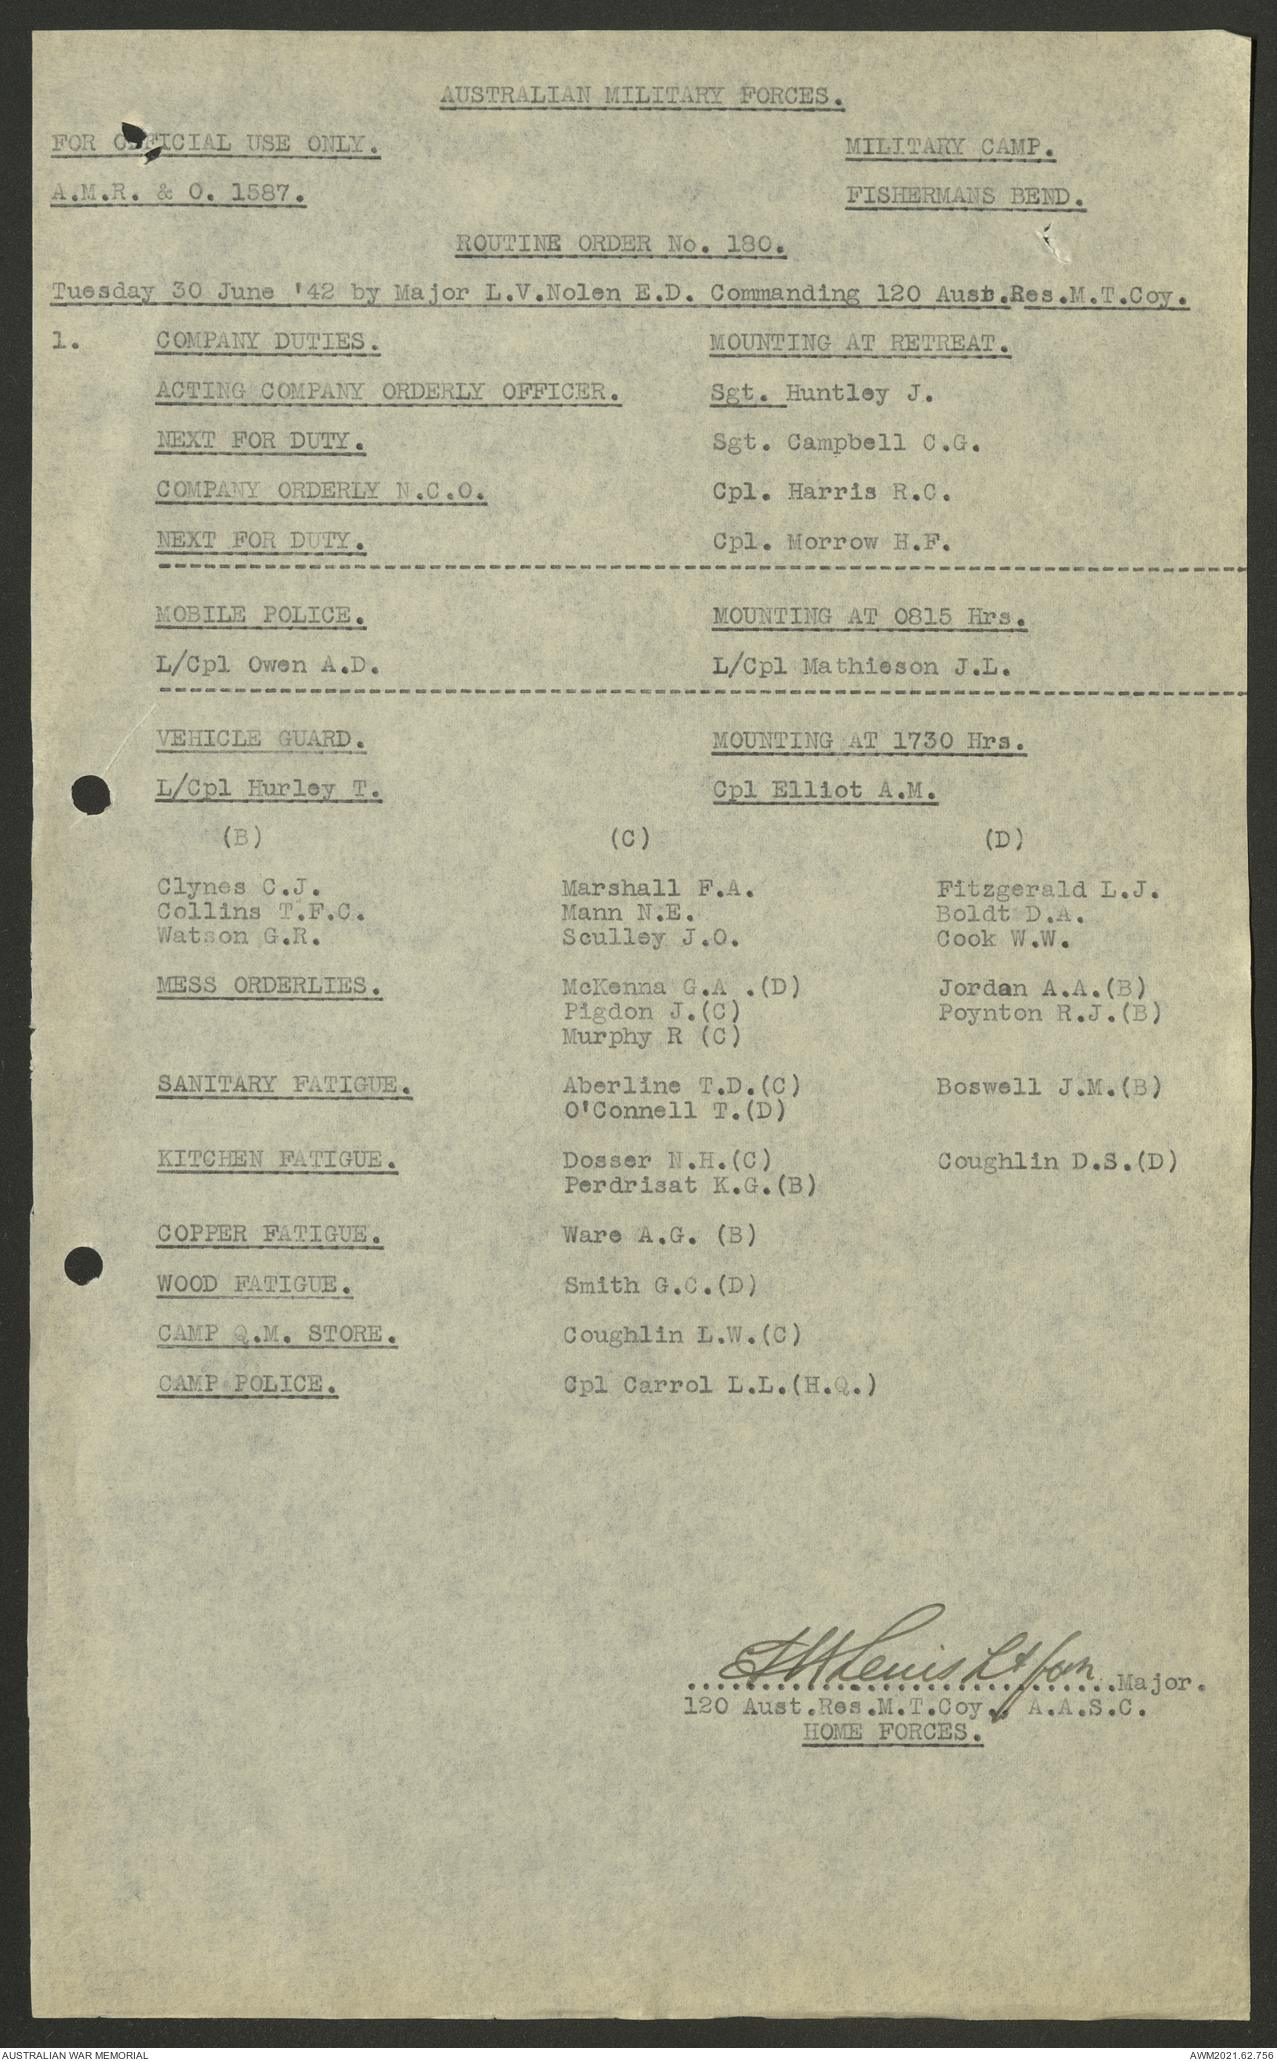 AUSTRALIAN MILITARY FORCES.
FOR OFFICIAL USE ONLY. MILITARY CAMP.
A.M.R. & O. 1587. FISHERMANS BEND.
ROUTINE ORDER No. 180.
Tuesday 30 June '42 by Major L.V.Nolen E.D. Commanding 120 Aust.Res.M.T.Coy.
1. COMPANY DUTIES. MOUNTING AT RETREAT.
ACTING COMPANY ORDERLY OFFICER. Sgt. Huntley J.
NEXT FOR DUTY. Sgt. Campbell C.G.
COMPANY ORDERLY N.C.O. Cpl. Harris R.C.
NEXT FOR DUTY. Cpl. Morrow H.F.
MOBILE POLICE. MOUNTING AT 0815 Hrs.
L/Cpl Owen A.D. L/Cpl Mathieson J.L.
VEHICLE GUARD. MOUNTING AT 1730 Hrs.
L/Cpl Hurley T. Cpl Elliot A.M.
(B) (C) (D)
Clynes C.J. Marshall F.A. Fitzgerald L.J.
Collins T.F.C. Mann N.E. Boldt D.A.
Watson G.R. Sculley J.O. Cook W.W.
MESS ORDERLIES. McKenna G.A .(D) Jordan A.A.(B)
Pigdon J.(C) Poynton R.J.(B)
Murphy R (C)
SANITARY FATIGUE. Aberline T.D.(C) Boswell J.M.(B)
O'Connell T.(D)
KITCHEN FATIGUE. Dosser N.H.(C) Coughlin D.S.(D)
Perdrisat K.G.(B)
COPPER FATIGUE. Ware A.G. (B)
WOOD FATIGUE. Smith G.C.(D)
CAMP Q.M. STORE. Coughlin L.W.(C)
CAMP POLICE. Cpl Carrol L.L.(H.Q.)
Lewis Lt for Major.
120 Aust.Res.M.T.Coy., A.A.S.C.
HOME FORCES.
AUSTRALIAN WAR MEMORIAL AWM2021.62.756